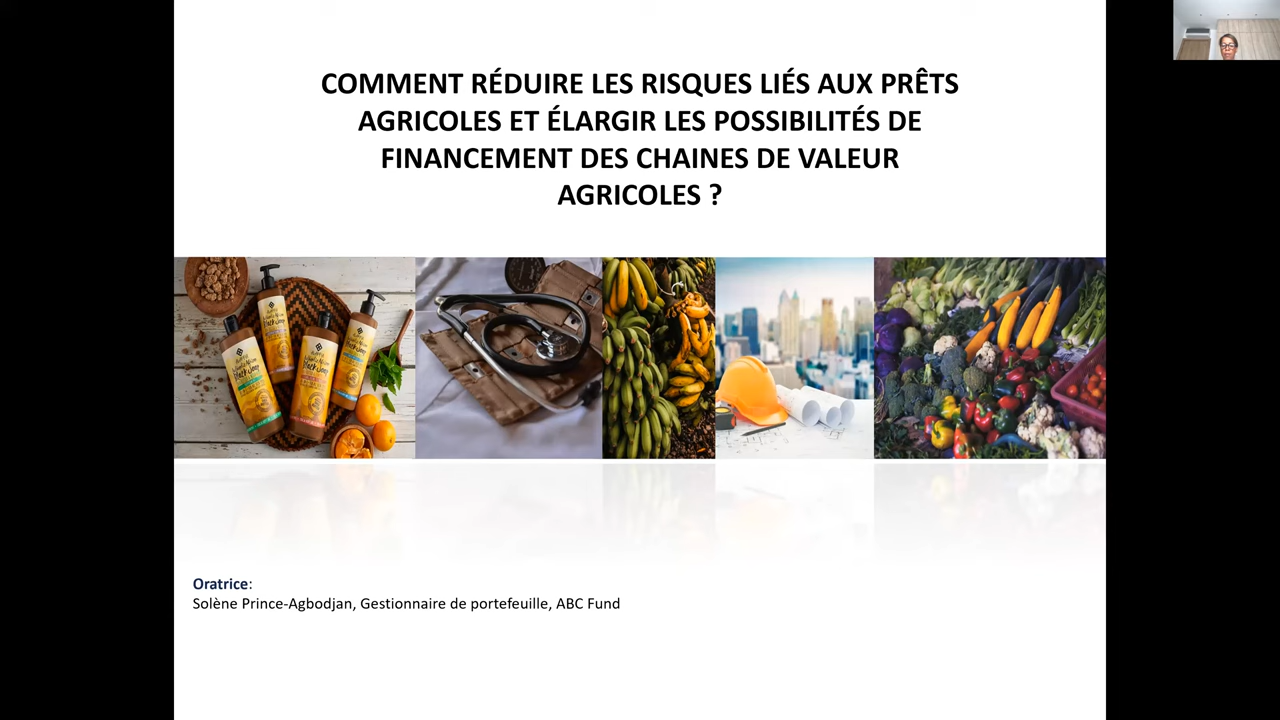 COMMENT RÉDUIRE LES RISQUES LIÉS AUX PRÊTS
AGRICOLES ET ÉLARGIR LES POSSIBILITÉS DE
FINANCEMENT DES CHAINES DE VALEUR
AGRICOLES ?
Oratrice:
Solène Prince-Agbodjan, Gestionnaire de portefeuille, ABC Fund